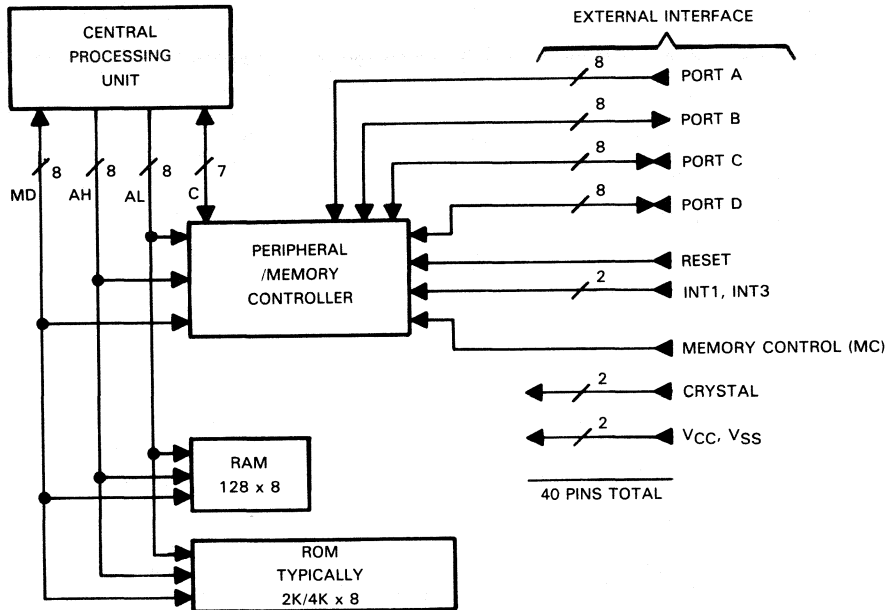 EXTERNAL INTERFACE
CENTRAL
PROCESSING
UNIT
8
PORT A
8
PORT B
8
PORT C
8
PORT D
MD
8
AH
8
AL
8
C
7
PERIPHERAL
/MEMORY
CONTROLLER
RESET
2
INT1, INT3
MEMORY CONTROL (MC)
2
CRYSTAL
2
VCC, VSS
40 PINS TOTAL
RAM
128 x 8
ROM
TYPICALLY
2K/4K x 8